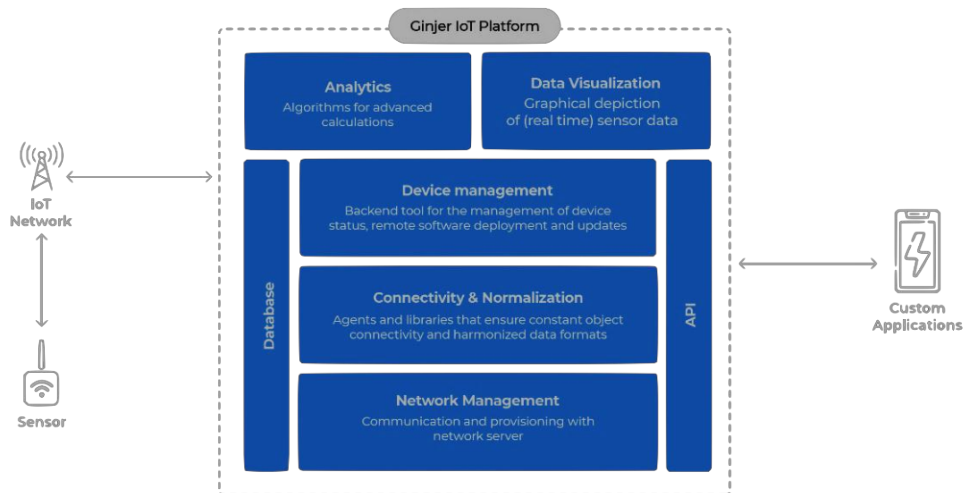 Ginjer IoT Platform
Analytics
Algorithms for advanced
calculations
Data Visualization
Graphical depiction
of (real time) sensor data
IoT
Network
Sensor
Database
Device management
Backend tool for the management of device
status, remote software deployment and updates
Connectivity & Normalization
Agents and libraries that ensure constant object
connectivity and harmonized data formats
Network Management
Communication and provisioning with
network server
API
Custom
Applications